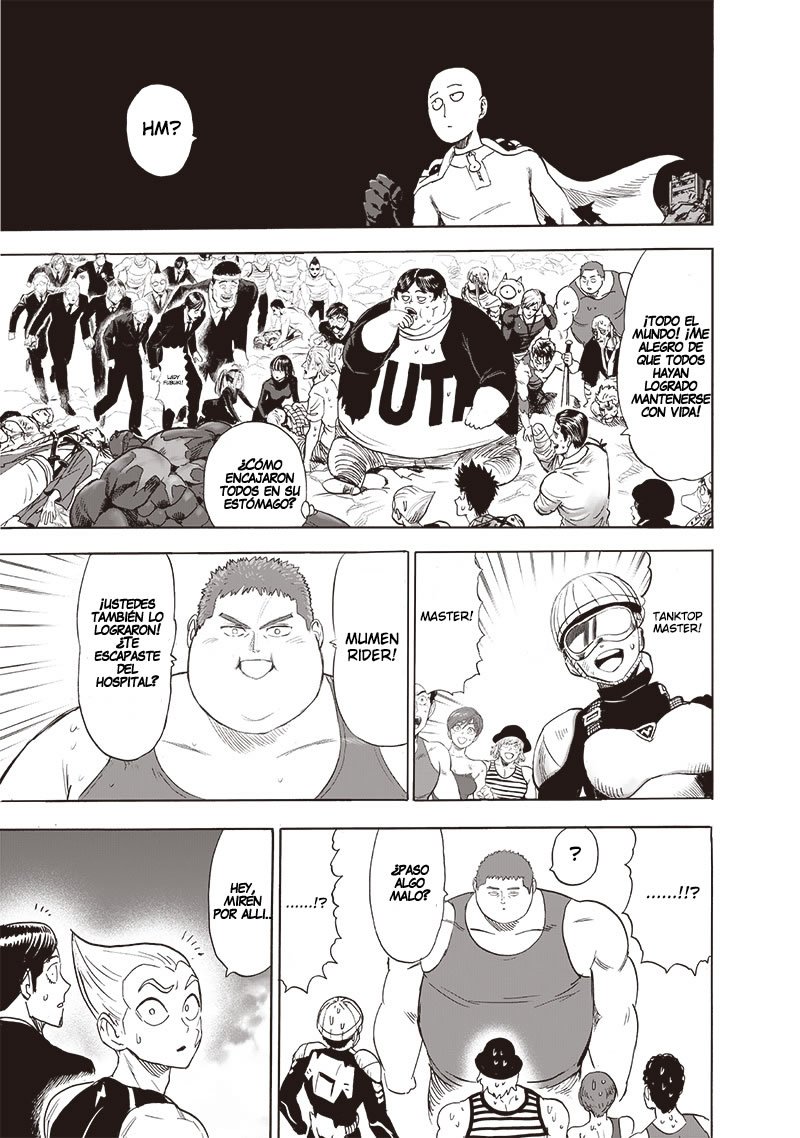 HM?
¡TODO EL
MUNDO! ¡ME
ALEGRO DE
QUE TODOS
HAYAN
LOGRADO
MANTENERSE
CON VIDA!
UTI
LADY
FUBUKI!
¿CÓMO
ENCAJARON
TODOS EN SU
ESTÓMAGO?
TANKTOP
MASTER!
MASTER!
MUMEN
RIDER!
¡USTEDES
TAMBIÉN LO
LOGRARON!
¿TE
ESCAPASTE
DEL
HOSPITAL?
.......!!?
?
¿PASO
ALGO
MALO?
......!?
HEY,
MIREN
POR ALLI..